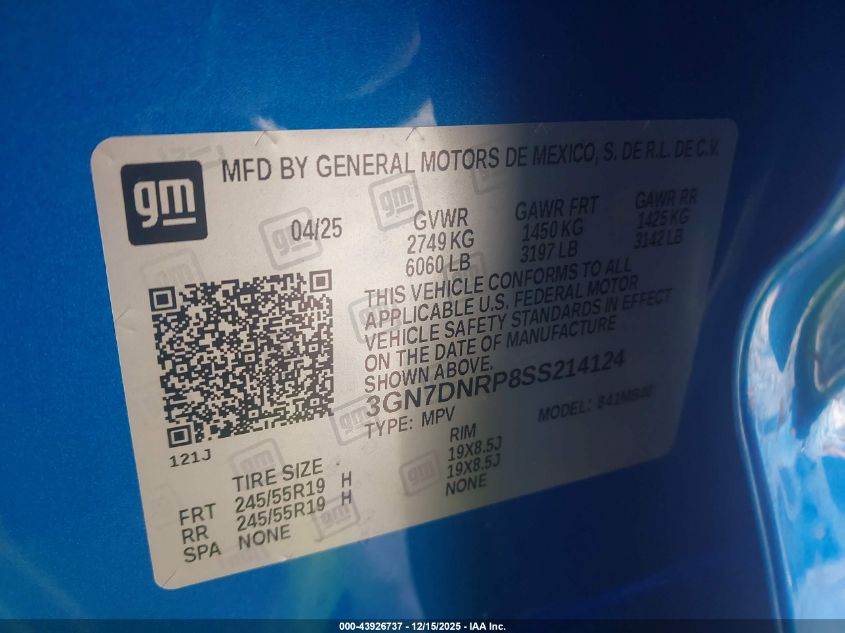 gm
MFD BY GENERAL MOTORS DE MEXICO, S. DE R.L. DE C.V.
04/25
GVWR
2749 KG
6060 LB
GAWR FRT
1450 KG
3197 LB
GAWR RR
1425 KG
3142 LB
THIS VEHICLE CONFORMS TO ALL
APPLICABLE U.S. FEDERAL MOTOR
VEHICLE SAFETY STANDARDS IN EFFECT
ON THE DATE OF MANUFACTURE
SHOWN ABOVE.
3GN7DNRP8SS214124
TYPE: MPV
MODEL:
121J
TIRE SIZE
RIM
FRT 245/55R19 H 19X8.5J
RR 245/55R19 H 19X8.5J
SPA NONE NONE
000-43926737 - 12/15/2025 - IAA Inc.